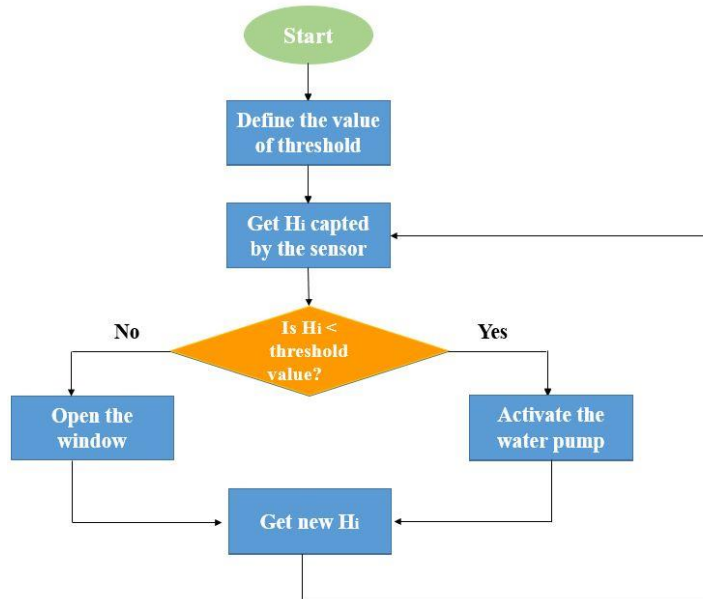 Start
Define the value
of threshold
Get Hi capted
by the sensor
Is Hi <
threshold
value?
No
Yes
Open the
window
Activate the
water pump
Get new Hi